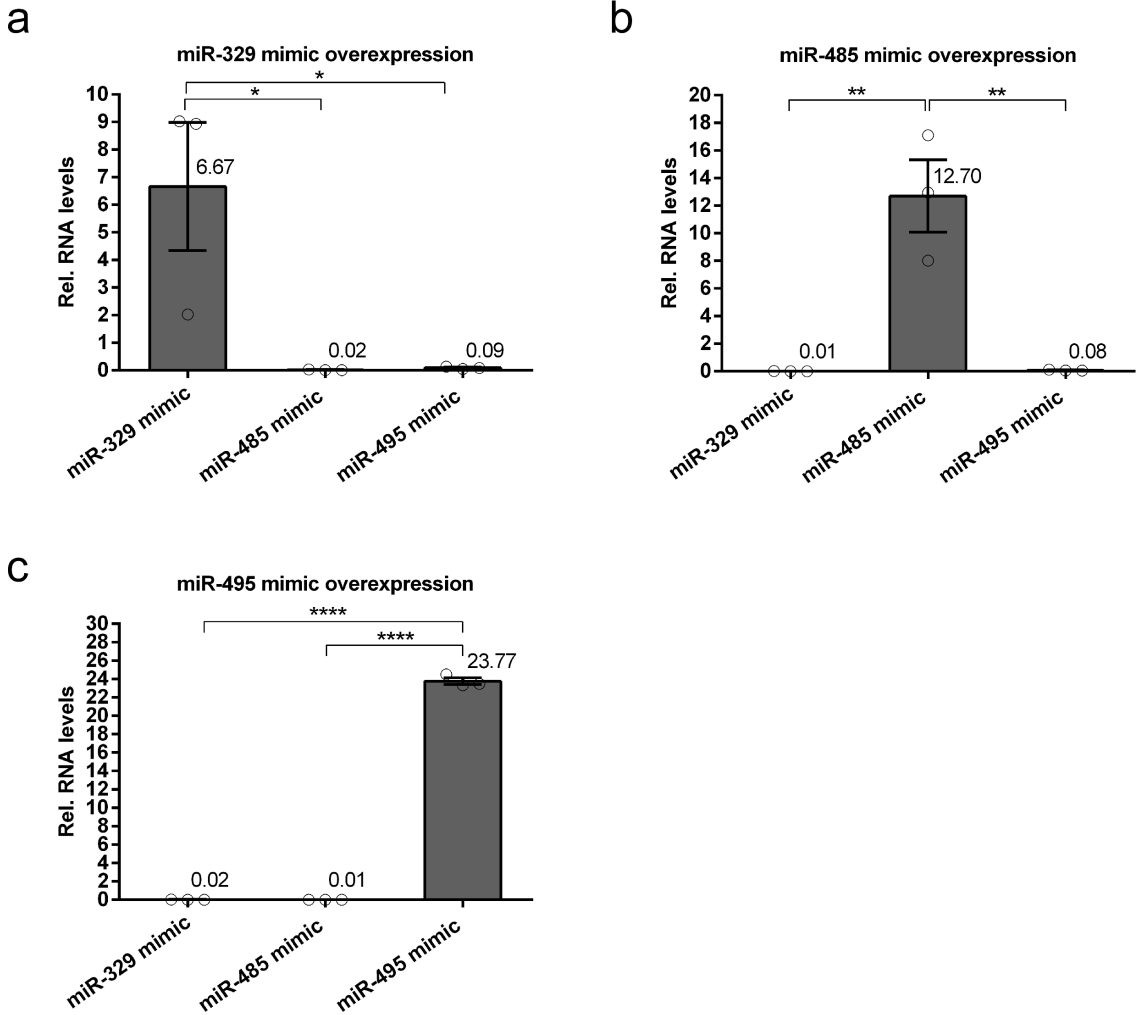 a
miR-329 mimic overexpression
*
*
10
9
8
7
6
5
4
3
2
1
0
Rel. RNA levels
6.67
0.02
0.09
miR-329 mimic
miR-485 mimic
miR-495 mimic
b
miR-485 mimic overexpression
** **
20
18
16
14
12
10
8
6
4
2
0
Rel. RNA levels
0.01
12.70
0.08
miR-329 mimic
miR-485 mimic
miR-495 mimic
c
miR-495 mimic overexpression
****
****
30
28
26
24
22
20
18
16
14
12
10
8
6
4
2
0
Rel. RNA levels
0.02
0.01
23.77
miR-329 mimic
miR-485 mimic
miR-495 mimic